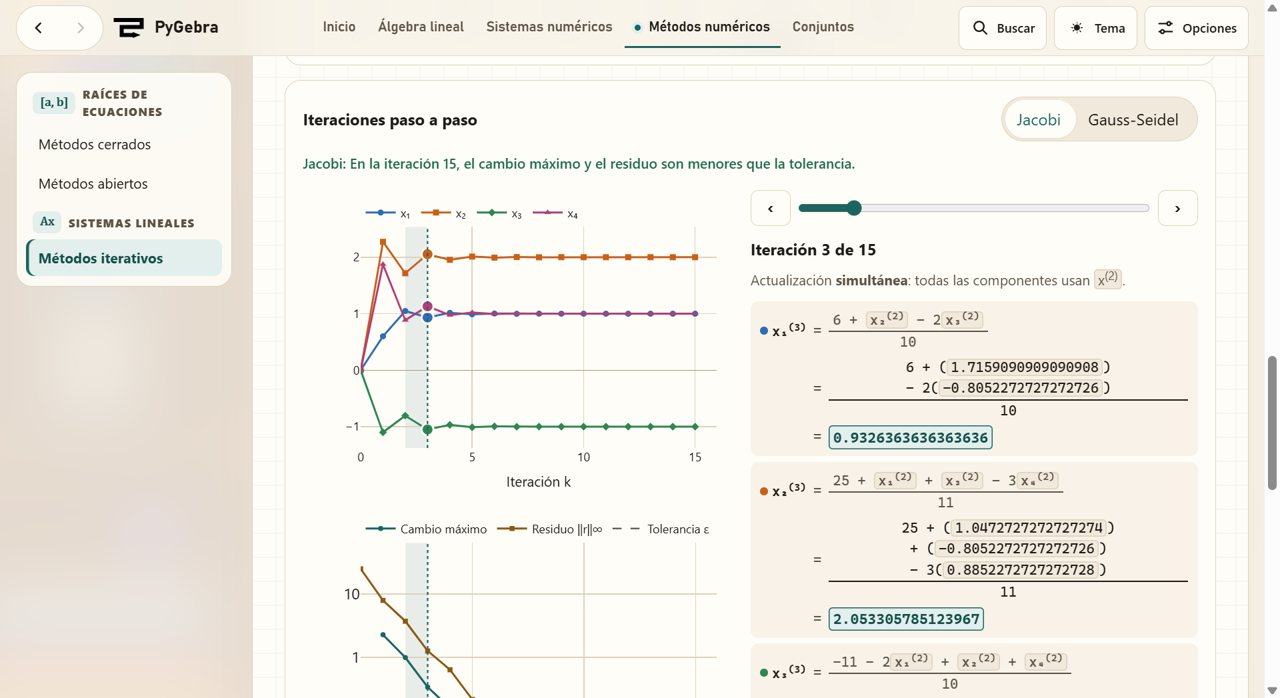 PyGebra
Inicio
Álgebra lineal
Sistemas numéricos
Métodos numéricos
Conjuntos
Buscar
Tema
Opciones
[a, b]
RAÍCES DE
ECUACIONES
Métodos cerrados
Métodos abiertos
Ax
SISTEMAS LINEALES
Métodos iterativos
Iteraciones paso a paso
Jacobi
Gauss-Seidel
Jacobi: En la iteración 15, el cambio máximo y el residuo son menores que la tolerancia.
x₁ x₂ x₃ x₄
2
1
0
−1
0 5 10 15
Iteración k
Cambio máximo
Residuo ||r||∞
Tolerancia ε
10
1
‹
›
Iteración 3 de 15
Actualización simultánea: todas las componentes usan x⁽²⁾.
x₁⁽³⁾ = 6 + x₂⁽²⁾ − 2x₃⁽²⁾
10
6 + (1.7159090909090908)
= − 2(−0.8052272727272726)
10
= 0.9326363636363636
x₂⁽³⁾ = 25 + x₁⁽²⁾ + x₃⁽²⁾ − 3x₄⁽²⁾
11
25 + (1.0472727272727274)
+ (−0.8052272727272726)
= − 3(0.8852272727272728)
11
= 2.053305785123967
x₃⁽³⁾ = −11 − 2x₁⁽²⁾ + x₂⁽²⁾ + x₄⁽²⁾
10